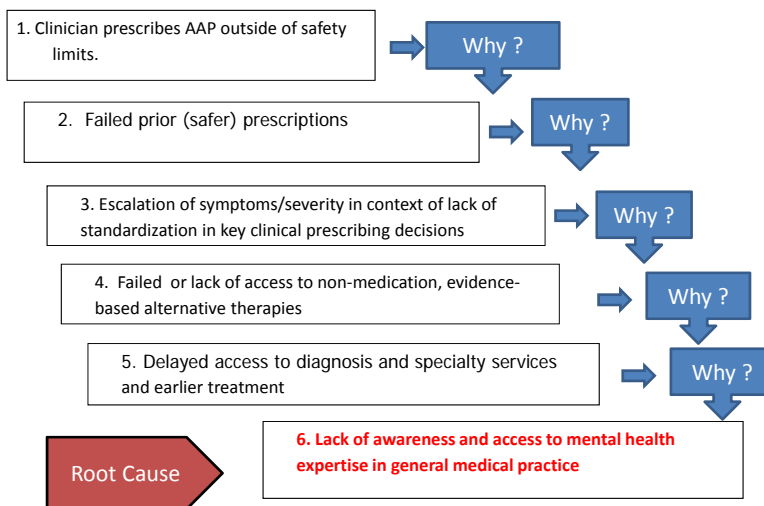 1. Clinician prescribes AAP outside of safety
limits.
Why ?
2. Failed prior (safer) prescriptions
Why ?
3. Escalation of symptoms/severity in context of lack of
standardization in key clinical prescribing decisions
Why ?
4. Failed or lack of access to non-medication, evidence-
based alternative therapies
Why ?
5. Delayed access to diagnosis and specialty services
and earlier treatment
Why ?
6. Lack of awareness and access to mental health
expertise in general medical practice
Root Cause